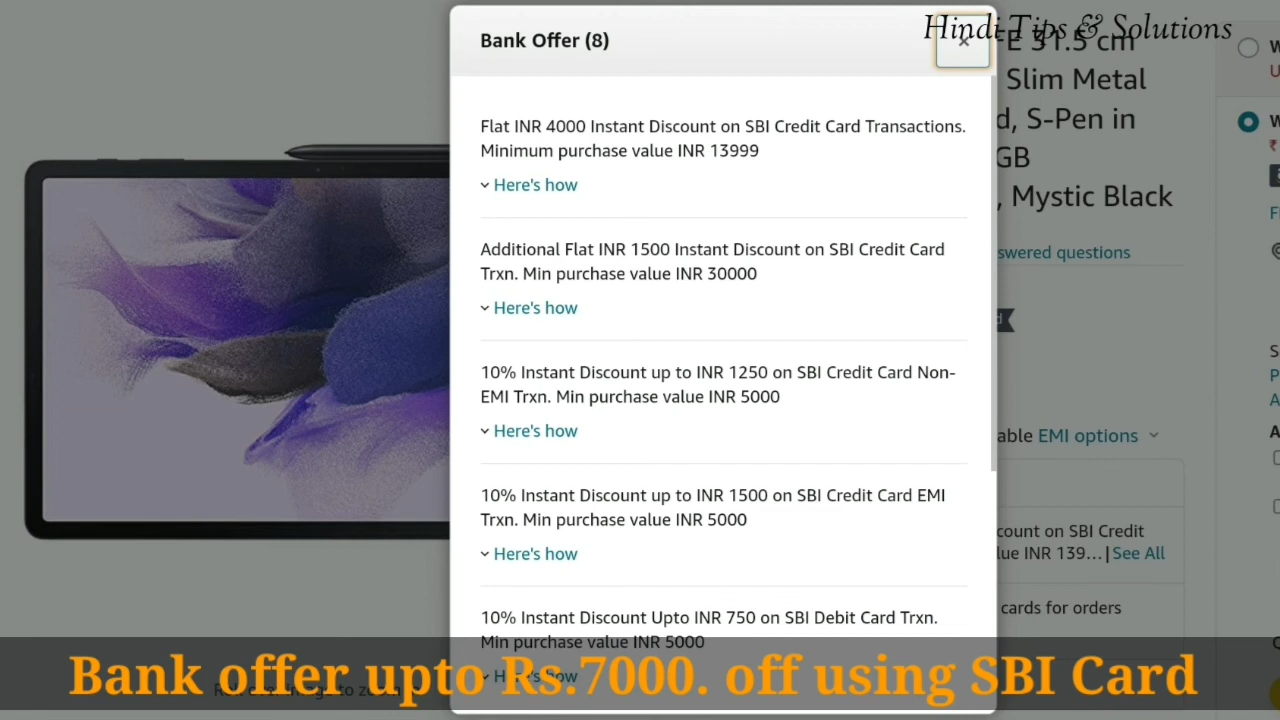 Hindi Tips & Solutions
Bank Offer (8)
×
Flat INR 4000 Instant Discount on SBI Credit Card Transactions.
Minimum purchase value INR 13999
Here's how
Additional Flat INR 1500 Instant Discount on SBI Credit Card
Trxn. Min purchase value INR 30000
Here's how
10% Instant Discount up to INR 1250 on SBI Credit Card Non-
EMI Trxn. Min purchase value INR 5000
Here's how
10% Instant Discount up to INR 1500 on SBI Credit Card EMI
Trxn. Min purchase value INR 5000
Here's how
10% Instant Discount Upto INR 750 on SBI Debit Card Trxn.
Min purchase value INR 5000
Here's how
FE 31.5 cm
Slim Metal
d, S-Pen in
GB
, Mystic Black
swered questions
able EMI options
count on SBI Credit
lue INR 139... | See All
cards for orders
Bank offer upto Rs.7000. off using SBI Card